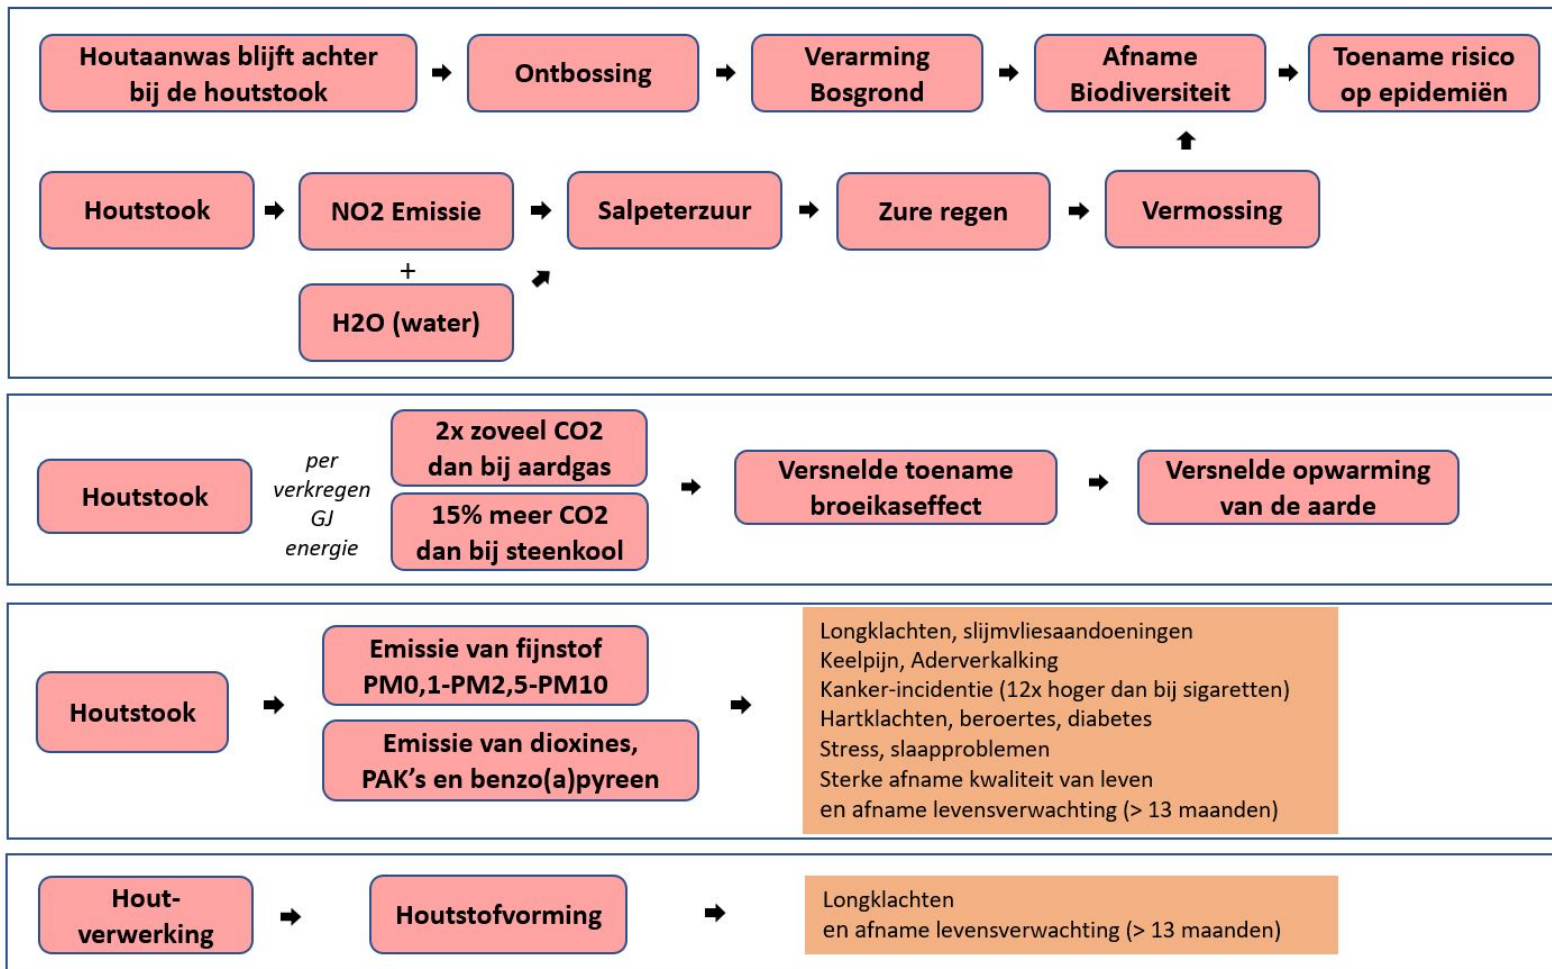 Houtaanwas blijft achter
bij de houtstook
Ontbossing
Verarming
Bosgrond
Afname
Biodiversiteit
Toename risico
op epidemiën
Houtstook
NO2 Emissie
+
H2O (water)
Salpeterzuur
Zure regen
Vermossing
Houtstook
per
verkregen
GJ
energie
2x zoveel CO2
dan bij aardgas
15% meer CO2
dan bij steenkool
Versnelde toename
broeikaseffect
Versnelde opwarming
van de aarde
Houtstook
Emissie van fijnstof
PM0,1-PM2,5-PM10
Emissie van dioxines,
PAK's en benzo(a)pyreen
Longklachten, slijmvliesaandoeningen
Keelpijn, Aderverkalking
Kanker-incidentie (12x hoger dan bij sigaretten)
Hartklachten, beroertes, diabetes
Stress, slaapproblemen
Sterke afname kwaliteit van leven
en afname levensverwachting (> 13 maanden)
Hout-
verwerking
Houtstofvorming
Longklachten
en afname levensverwachting (> 13 maanden)